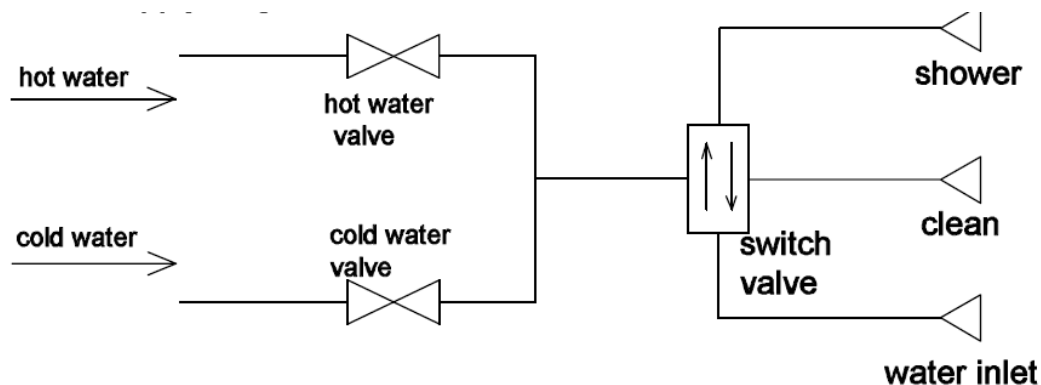 hot water
hot water
valve
cold water
cold water
valve
shower
clean
switch
valve
water inlet